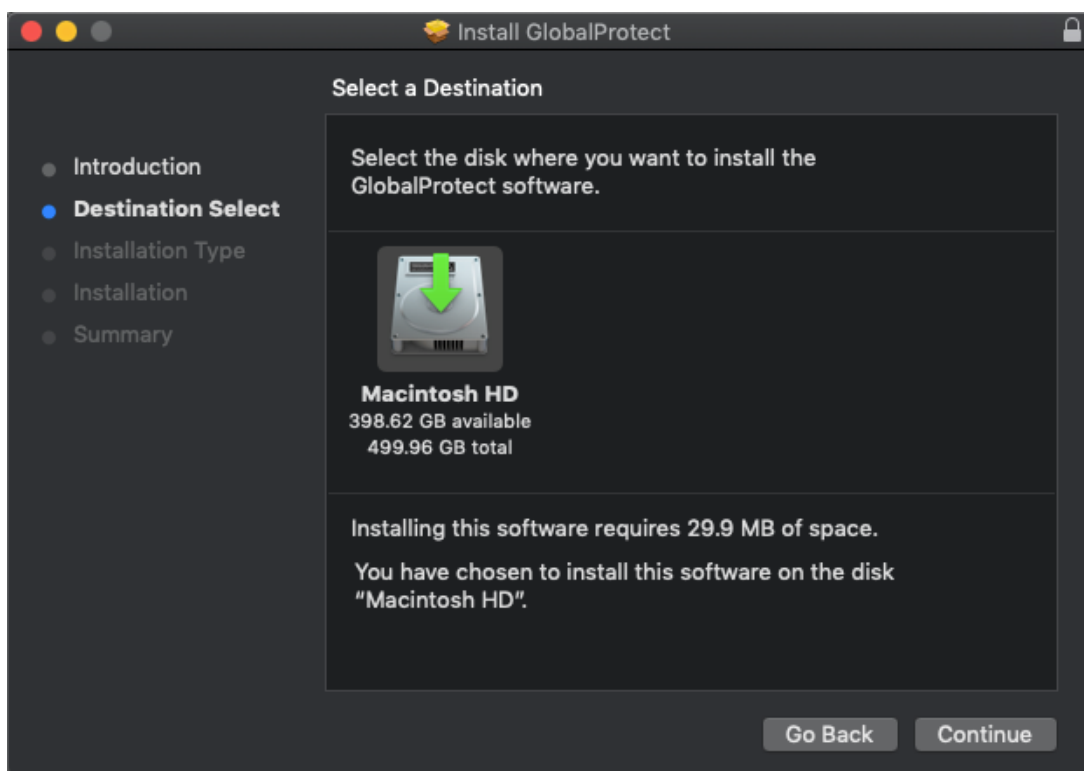 Install GlobalProtect
Select a Destination
Introduction
Destination Select
Installation Type
Installation
Summary
Select the disk where you want to install the
GlobalProtect software.
Macintosh HD
398.62 GB available
499.96 GB total
Installing this software requires 29.9 MB of space.
You have chosen to install this software on the disk
“Macintosh HD”.
Go Back
Continue